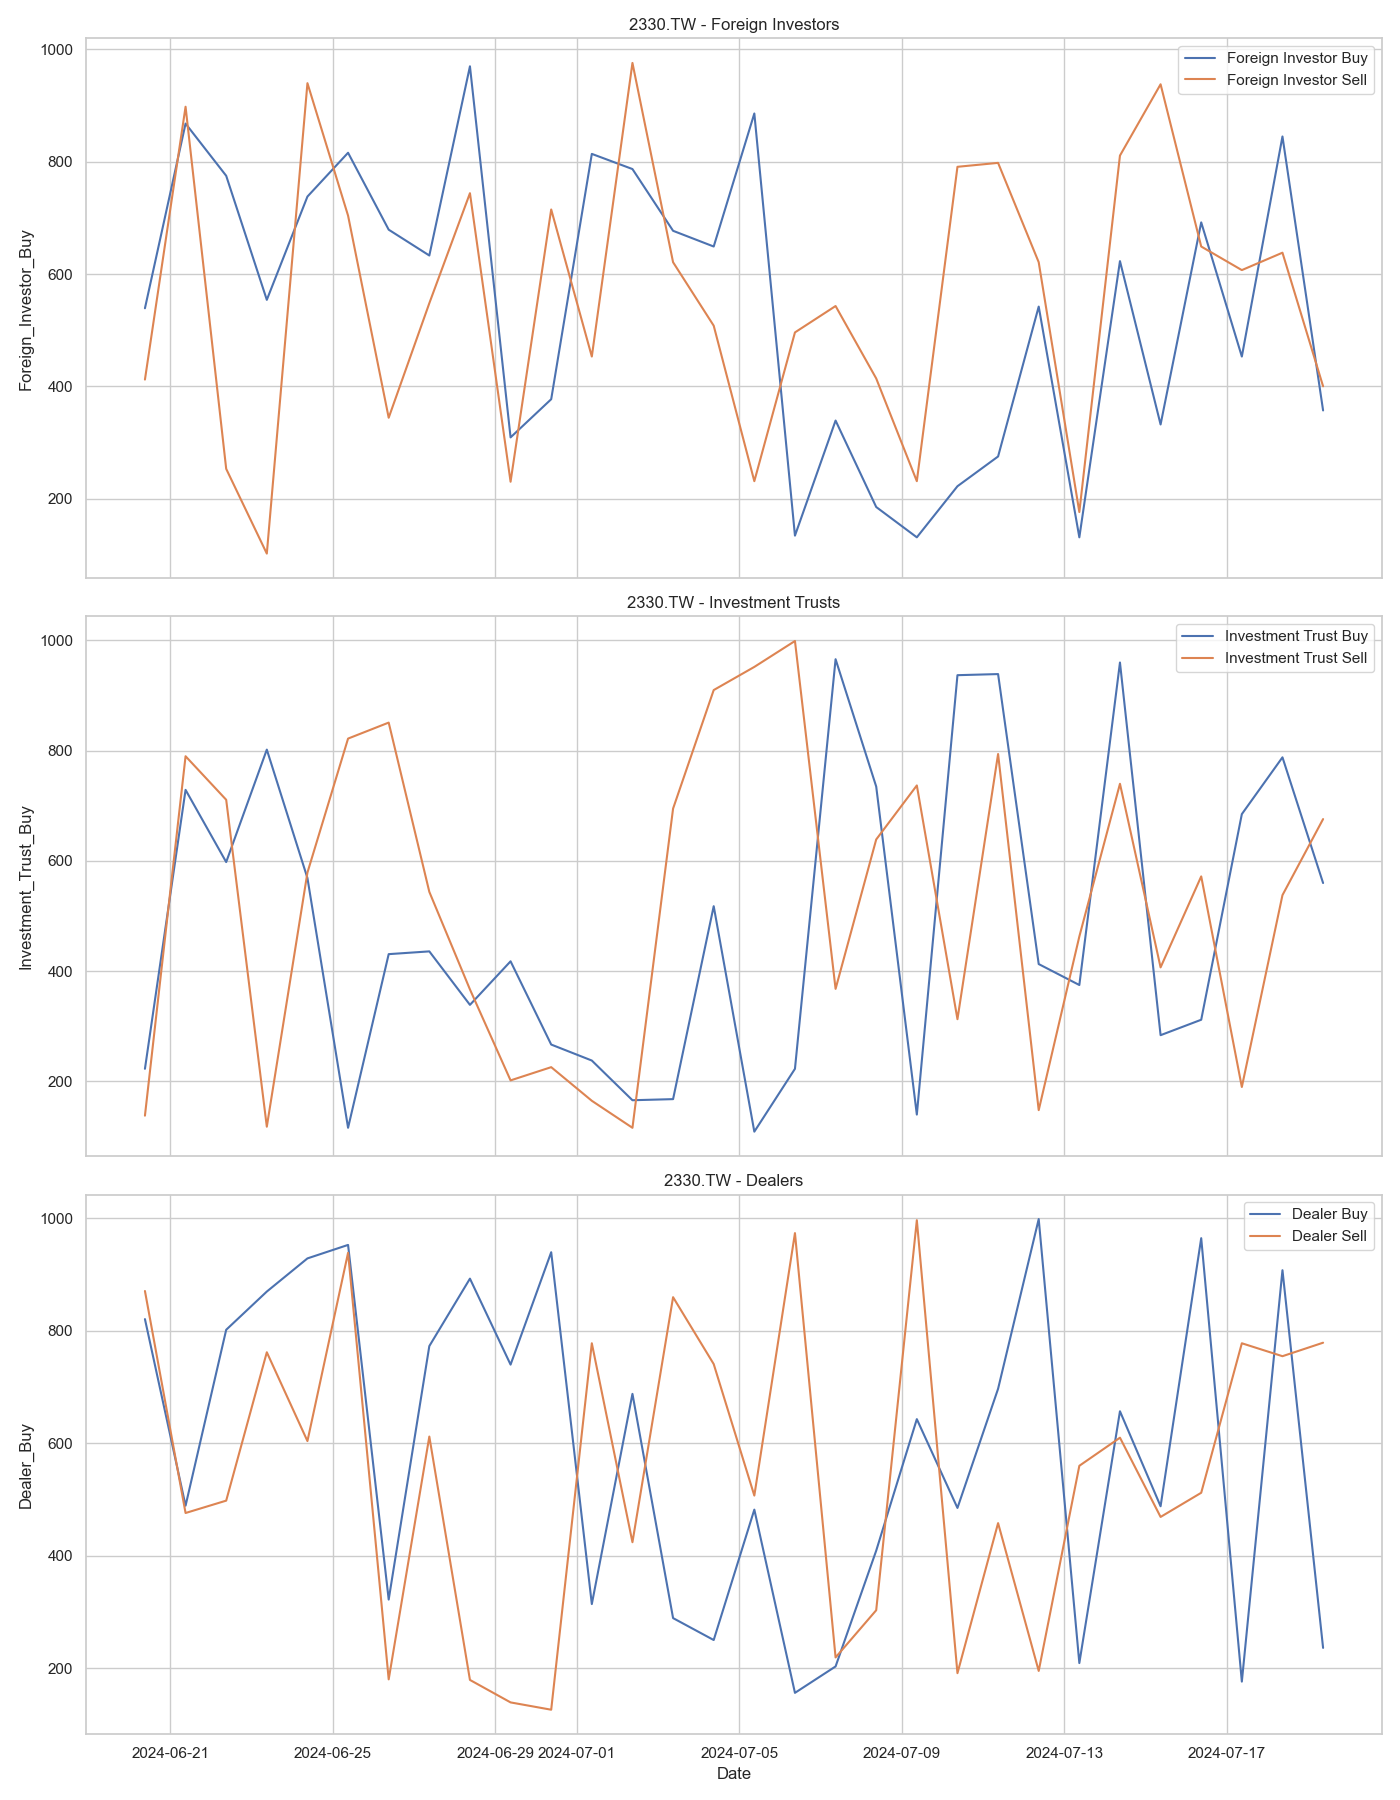 2330.TW - Foreign Investors
1000
800
600
400
200
Foreign_Investor_Buy
Foreign Investor Buy
Foreign Investor Sell
2330.TW - Investment Trusts
1000
800
600
400
200
Investment_Trust_Buy
Investment Trust Buy
Investment Trust Sell
2330.TW - Dealers
1000
800
600
400
200
Dealer_Buy
Dealer Buy
Dealer Sell
2024-06-21 2024-06-25 2024-06-29 2024-07-01 2024-07-05 2024-07-09 2024-07-13 2024-07-17
Date